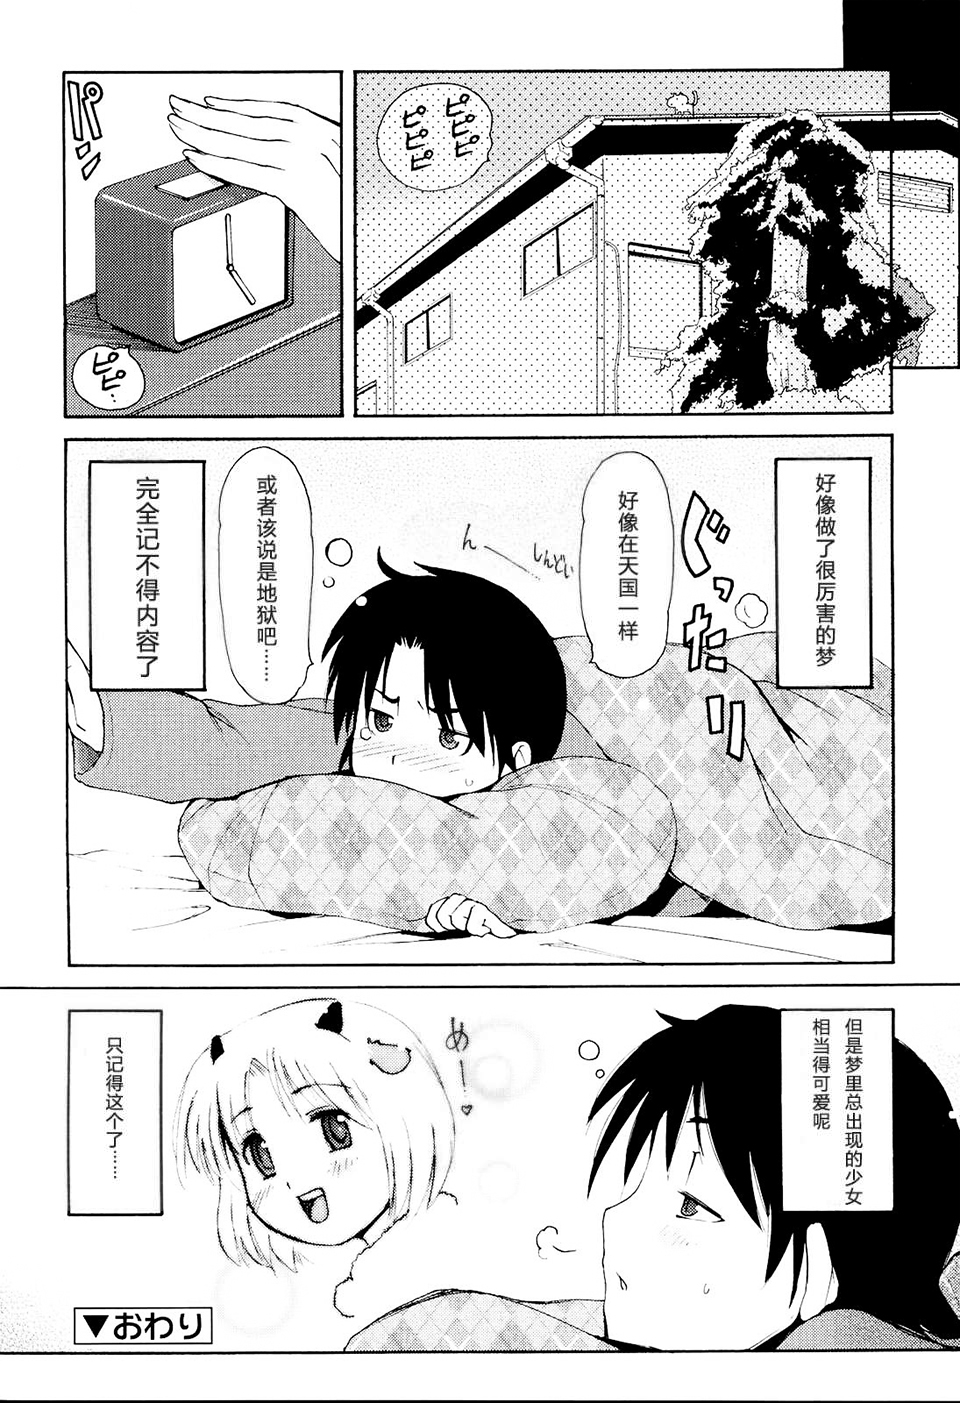 ピピピ
ピピピ
パン
ピピ…
好像做了很厉害的梦
じっ
たり
好像在天国一样
しんどい
ん——
或者该说是地狱吧……
完全记不得内容了
但是梦里总出现的少女
相当得可爱呢
め——♥
只记得这个了……
▼おわり